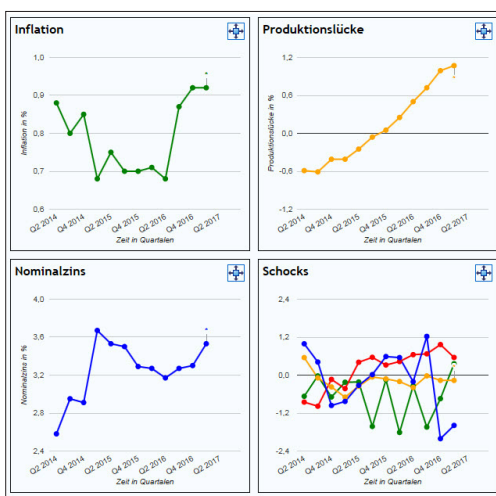 Inflation
Inflation in %
1,0
0,9
0,8
0,7
0,6
Q2 2014
Q4 2014
Q2 2015
Q4 2015
Q2 2016
Q4 2016
Q2 2017
Zeit in Quartalen
Produktionslücke
Produktionslücke in %
1,2
0,6
0,0
-0,6
-1,2
Q2 2014
Q4 2014
Q2 2015
Q4 2015
Q2 2016
Q4 2016
Q2 2017
Zeit in Quartalen
Nominalzins
Nominalzins in %
4,0
3,6
3,2
2,8
2,4
Q2 2014
Q4 2014
Q2 2015
Q4 2015
Q2 2016
Q4 2016
Q2 2017
Zeit in Quartalen
Schocks
2,4
1,2
0,0
-1,2
-2,4
Q2 2014
Q4 2014
Q2 2015
Q4 2015
Q2 2016
Q4 2016
Q2 2017
Zeit in Quartalen